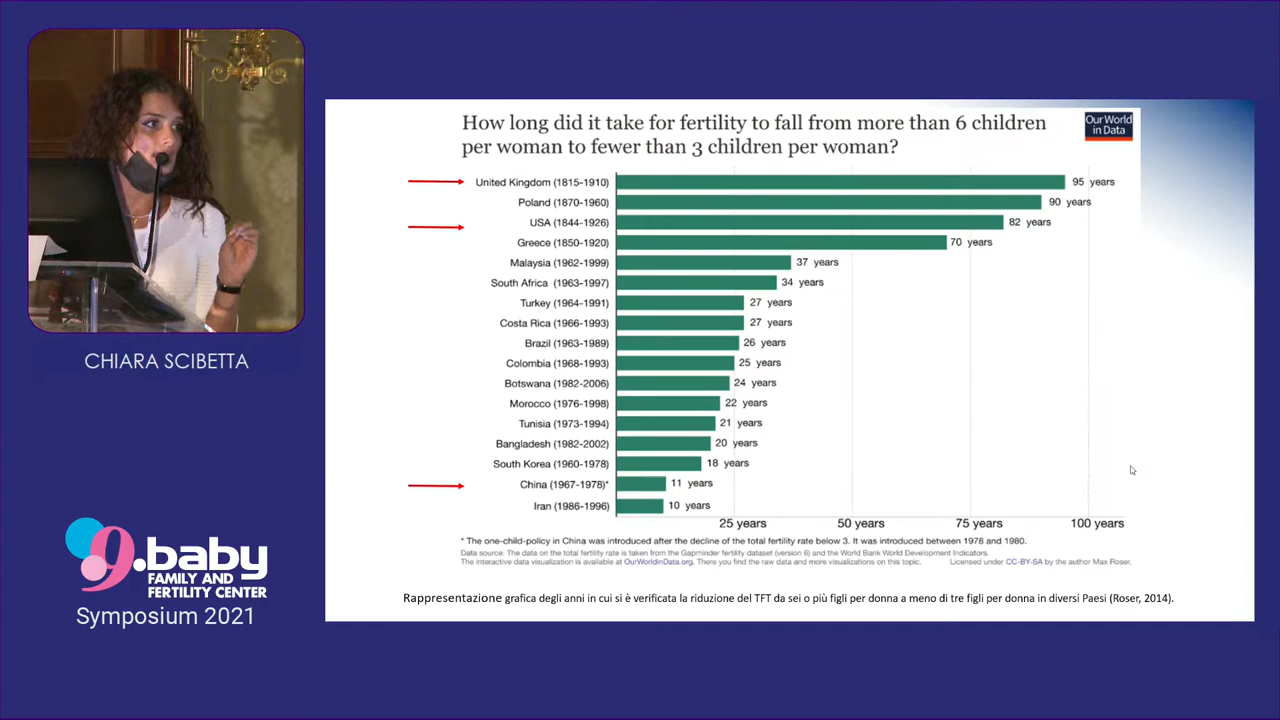 CHIARA SCIBETTA
9.baby
FAMILY AND
FERTILITY CENTER
Symposium 2021
How long did it take for fertility to fall from more than 6 children
per woman to fewer than 3 children per woman?
Our World
in Data
United Kingdom (1815-1910) 95 years
Poland (1870-1960) 90 years
USA (1844-1926) 82 years
Greece (1850-1920) 70 years
Malaysia (1962-1999) 37 years
South Africa (1963-1997) 34 years
Turkey (1964-1991) 27 years
Costa Rica (1966-1993) 27 years
Brazil (1963-1989) 26 years
Colombia (1968-1993) 25 years
Botswana (1982-2006) 24 years
Morocco (1976-1998) 22 years
Tunisia (1973-1994) 21 years
Bangladesh (1982-2002) 20 years
South Korea (1960-1978) 18 years
China (1967-1978)* 11 years
Iran (1986-1996) 10 years
25 years 50 years 75 years 100 years
* The one-child-policy in China was introduced after the decline of the total fertility rate below 3. It was introduced between 1978 and 1980.
Data source: The data on the total fertility rate is taken from the Gapminder fertility dataset (version 6) and the World Bank World Development Indicators.
The interactive data visualization is available at OurWorldinData.org. There you find the raw data and more visualizations on this topic. Licensed under CC-BY-SA by the author Max Roser.
Rappresentazione grafica degli anni in cui si è verificata la riduzione del TFT da sei o più figli per donna a meno di tre figli per donna in diversi Paesi (Roser, 2014).